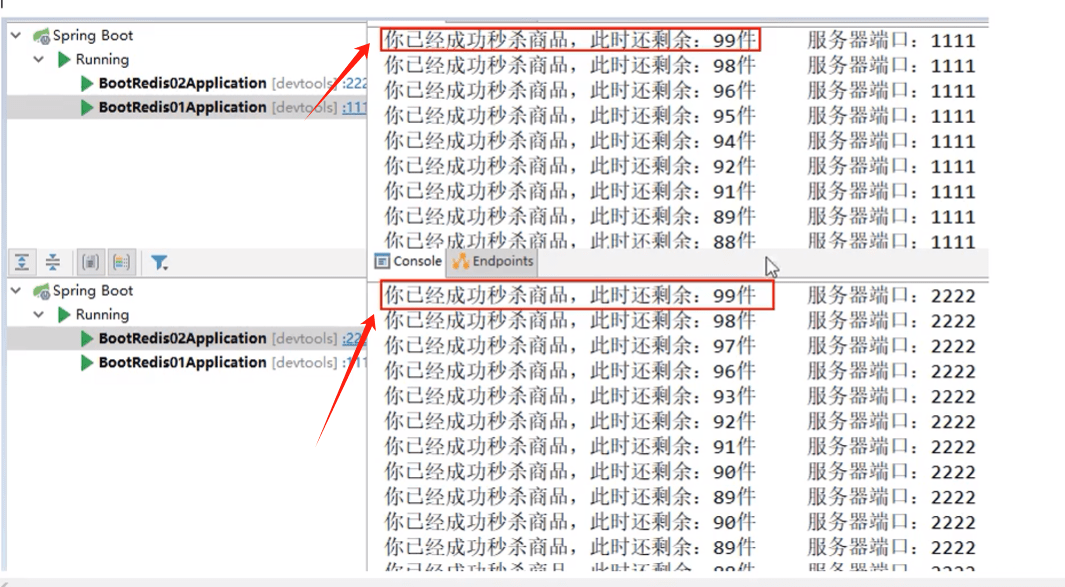 Spring Boot
Running
BootRedis02Application [devtools] :222
BootRedis01Application [devtools] :111
你已经成功秒杀商品，此时还剩余：99件 服务器端口：1111
你已经成功秒杀商品，此时还剩余：98件 服务器端口：1111
你已经成功秒杀商品，此时还剩余：96件 服务器端口：1111
你已经成功秒杀商品，此时还剩余：95件 服务器端口：1111
你已经成功秒杀商品，此时还剩余：94件 服务器端口：1111
你已经成功秒杀商品，此时还剩余：92件 服务器端口：1111
你已经成功秒杀商品，此时还剩余：91件 服务器端口：1111
你已经成功秒杀商品，此时还剩余：89件 服务器端口：1111
你已经成功秒杀商品，此时还剩余：88件 服务器端口：1111
Console Endpoints
Spring Boot
Running
BootRedis02Application [devtools] :22
BootRedis01Application [devtools] :111
你已经成功秒杀商品，此时还剩余：99件 服务器端口：2222
你已经成功秒杀商品，此时还剩余：98件 服务器端口：2222
你已经成功秒杀商品，此时还剩余：97件 服务器端口：2222
你已经成功秒杀商品，此时还剩余：96件 服务器端口：2222
你已经成功秒杀商品，此时还剩余：93件 服务器端口：2222
你已经成功秒杀商品，此时还剩余：92件 服务器端口：2222
你已经成功秒杀商品，此时还剩余：91件 服务器端口：2222
你已经成功秒杀商品，此时还剩余：90件 服务器端口：2222
你已经成功秒杀商品，此时还剩余：89件 服务器端口：2222
你已经成功秒杀商品，此时还剩余：90件 服务器端口：2222
你已经成功秒杀商品，此时还剩余：89件 服务器端口：2222